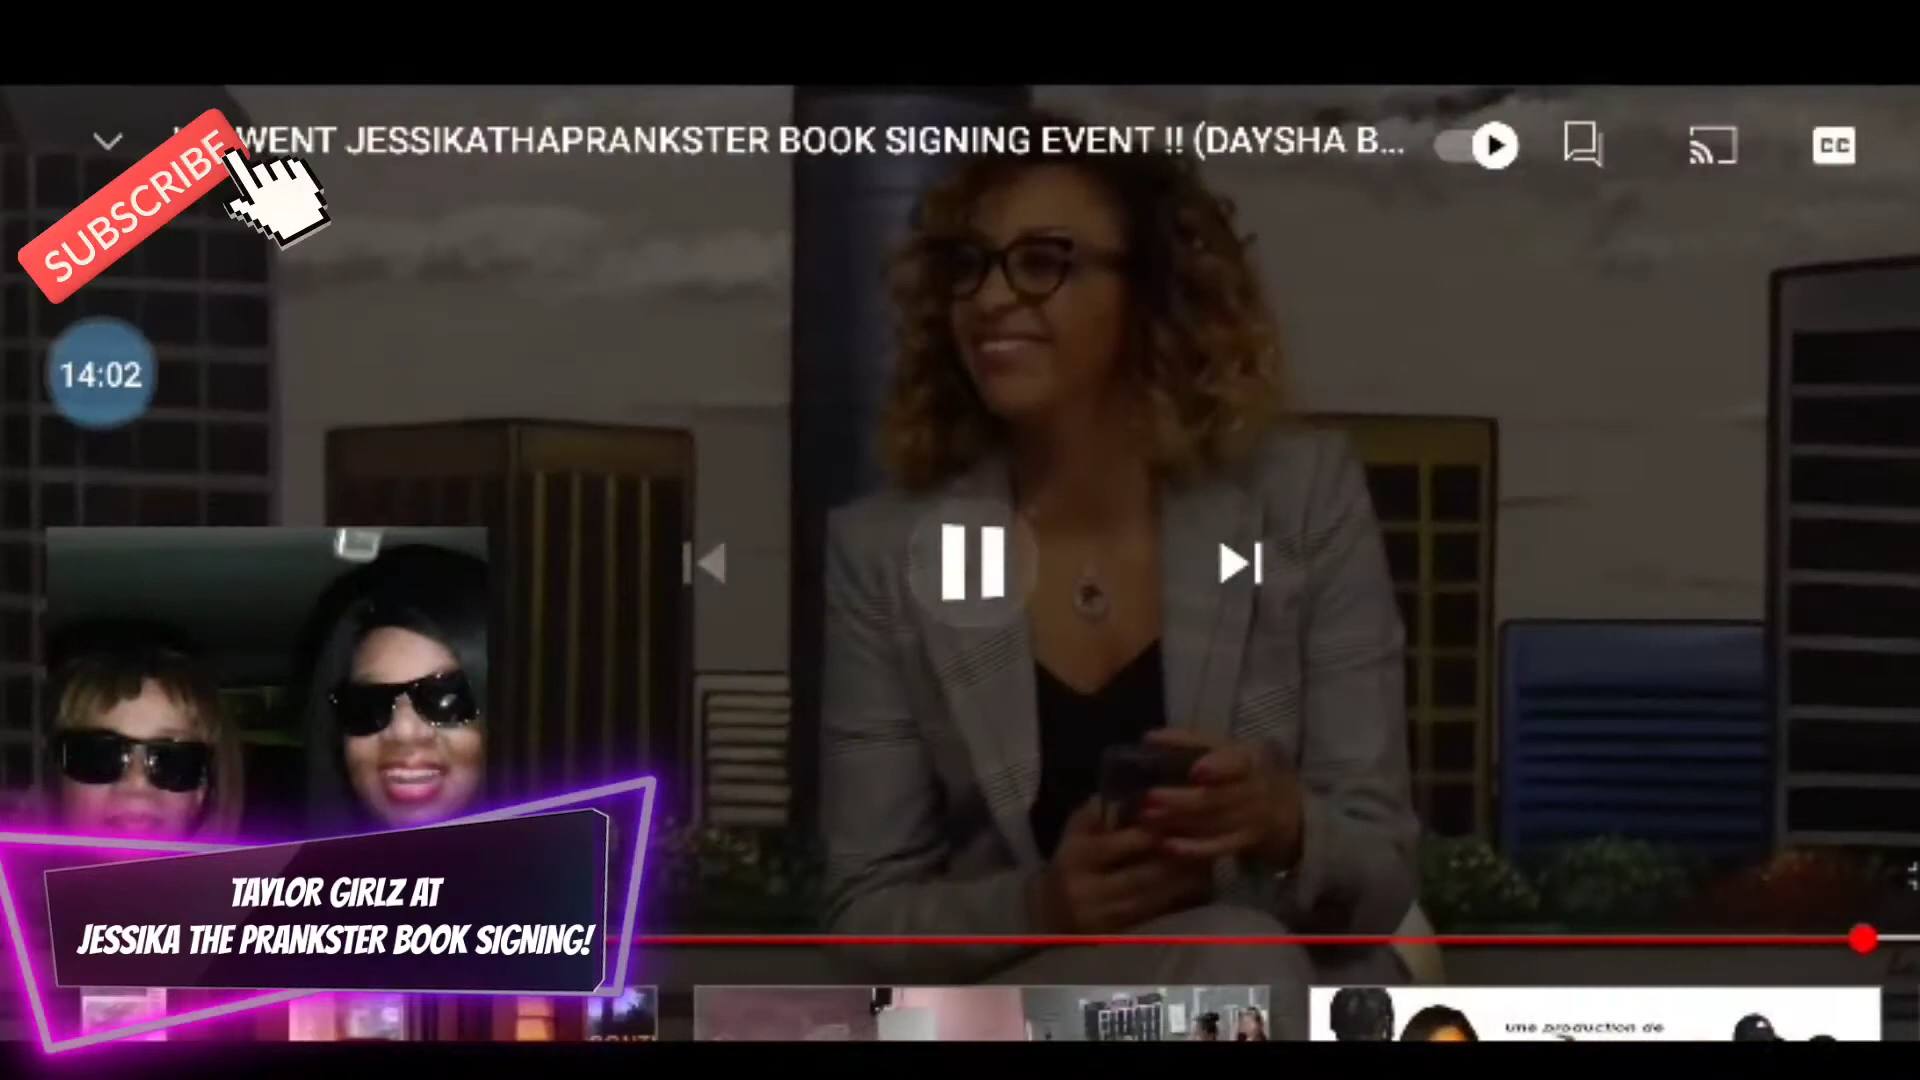 WENT JESSIKATHAPRANKSTER BOOK SIGNING EVENT !! (DAYSHA B...
CC
SUBSCRIBE
14:02
TAYLOR GIRLZ AT
JESSIKA THE PRANKSTER BOOK SIGNING!
une production de